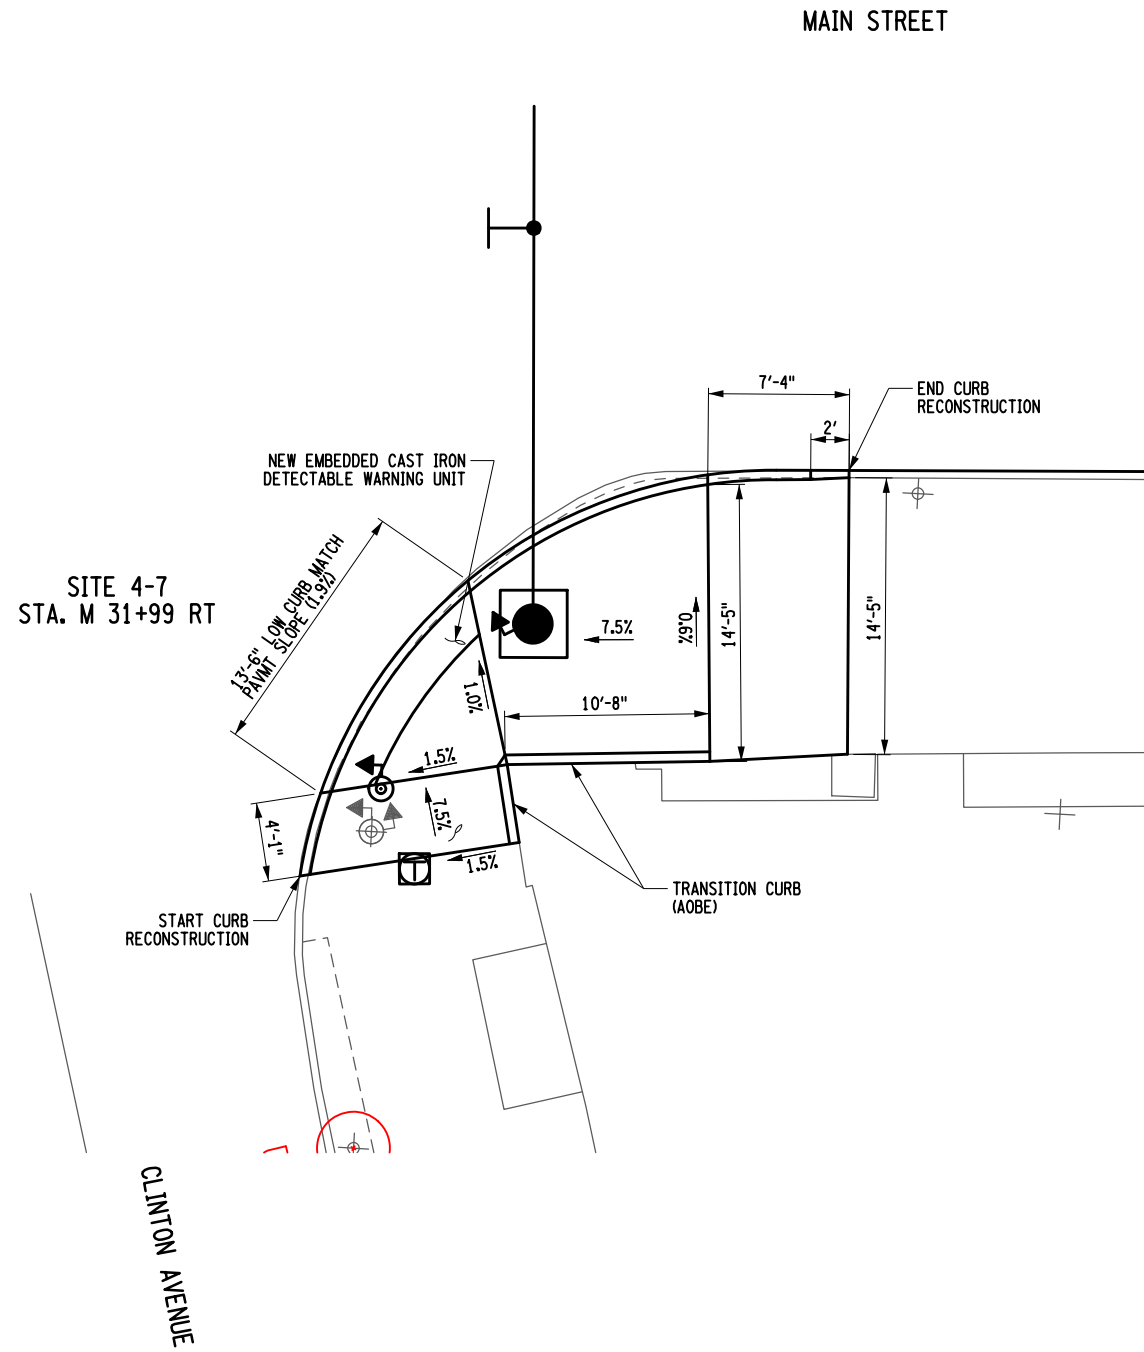 MAIN STREET
7'-4"
END CURB
RECONSTRUCTION
2'
NEW EMBEDDED CAST IRON
DETECTABLE WARNING UNIT
13'-6" LOW CURB MATCH
PAVMT SLOPE (1.9%)
SITE 4-7
STA. M 31+99 RT
7.5%
0.6%
14'-5"
14'-5"
1.0%
10'-8"
1.5%
7.5%
4'-1"
T
1.5%
TRANSITION CURB
(AOBE)
START CURB
RECONSTRUCTION
CLINTON AVENUE